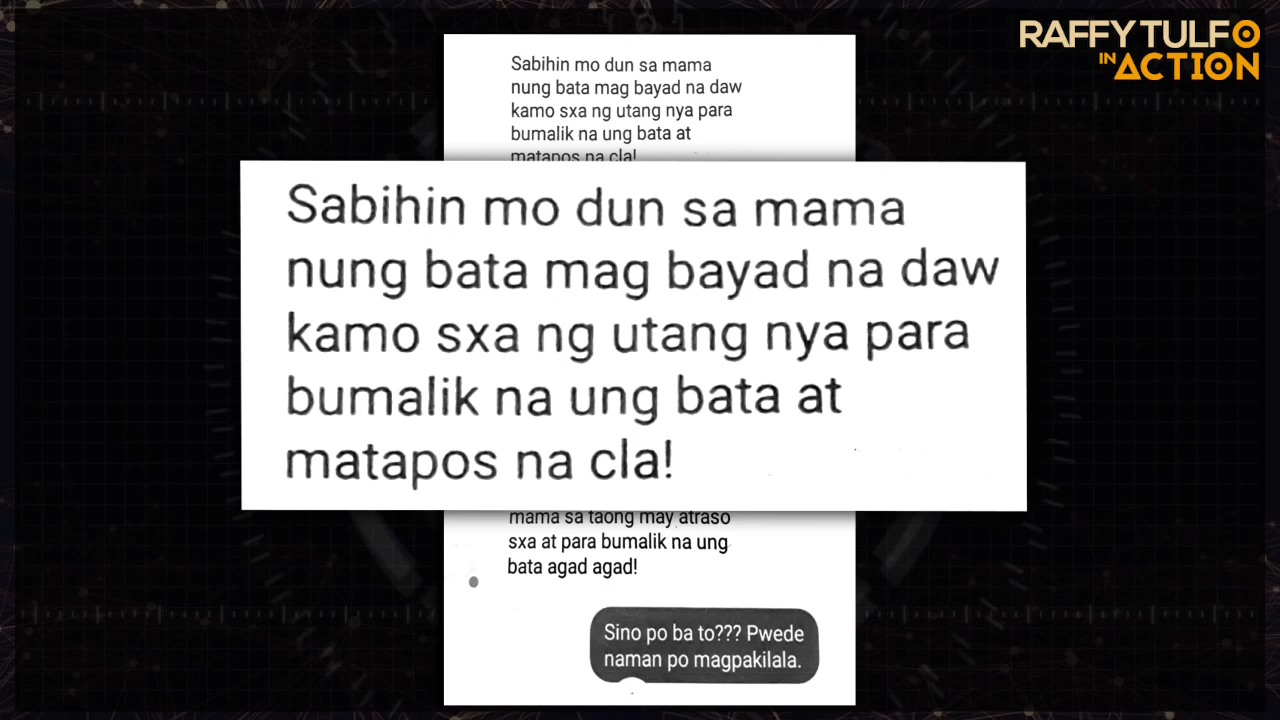 RAFFY TULFO
IN ACTION
Sabihin mo dun sa mama
nung bata mag bayad na daw
kamo sxa ng utang nya para
bumalik na ung bata at
matapos na cla!
Sabihin mo dun sa mama
nung bata mag bayad na daw
kamo sxa ng utang nya para
bumalik na ung bata at
matapos na cla!
mama sa taong may atraso
sxa at para bumalik na ung
bata agad agad!
Sino po ba to??? Pwede
naman po magpakilala.